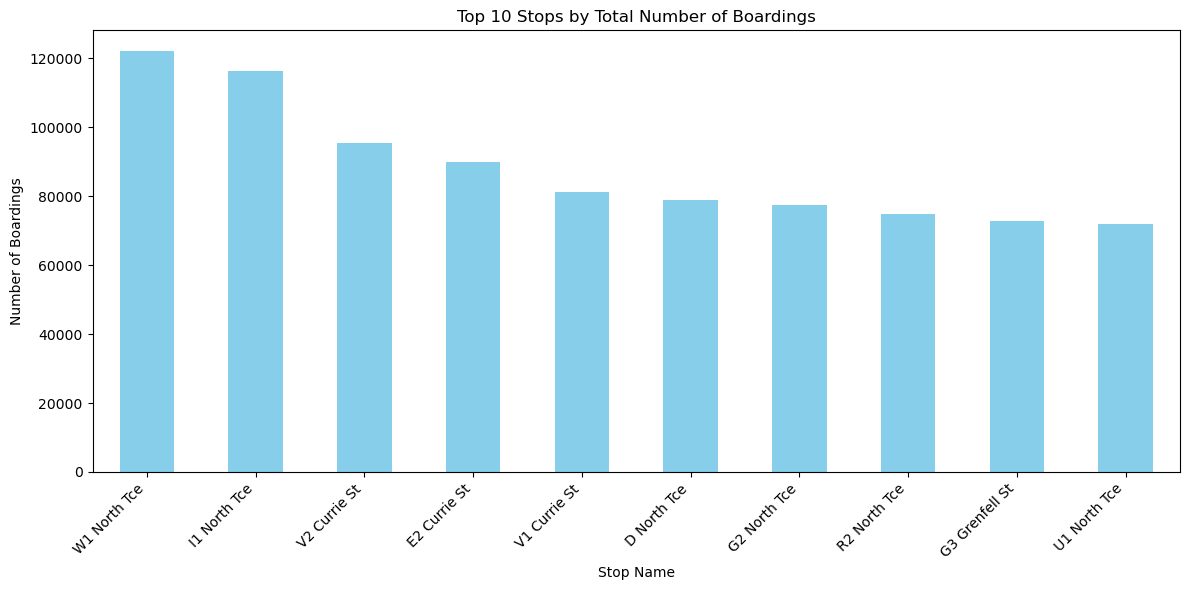 Top 10 Stops by Total Number of Boardings
120000
100000
80000
60000
40000
20000
0
Number of Boardings
W1 North Tce
I1 North Tce
V2 Currie St
E2 Currie St
V1 Currie St
D North Tce
G2 North Tce
R2 North Tce
G3 Grenfell St
U1 North Tce
Stop Name